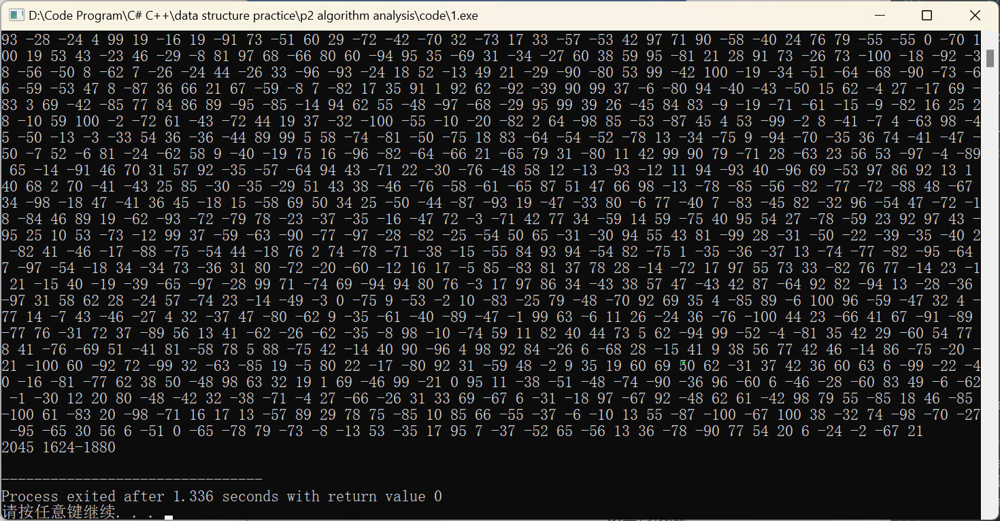 D:\Code Program\C# C++\data structure practice\p2 algorithm analysis\code\1.exe
93 -28 -24 4 99 19 -16 19 -91 73 -51 60 29 -72 -42 -70 32 -73 17 33 -57 -53 42 97 71 90 -58 -40 24 76 79 -55 -55 0 -70 1
00 19 53 43 -23 46 -29 -8 81 97 68 -66 80 60 -94 95 35 -69 31 -34 -27 60 38 59 95 -81 21 28 91 73 -26 73 -100 -18 -92 -3
8 -56 -50 8 -62 7 -26 -24 44 -26 33 -96 -93 -24 18 52 -13 49 21 -29 -90 -80 53 99 -42 100 -19 -34 -51 -64 -68 -90 -73 -6
6 -59 -53 47 8 -87 36 66 21 67 -59 -8 7 -82 17 35 91 1 92 62 -92 -39 90 99 37 -6 -80 94 -40 -43 -50 15 62 -4 27 -17 69 -
83 3 69 -42 -85 77 84 86 89 -95 -85 -14 94 62 55 -48 -97 -68 -29 95 99 39 26 -45 84 83 -9 -19 -71 -61 -15 -9 -82 16 25 2
8 -10 59 100 -2 -72 61 -43 -72 44 19 37 -32 -100 -55 -10 -20 -82 2 64 -98 85 -53 -87 45 4 53 -99 -2 8 -41 -7 4 -63 98 -4
5 -50 -13 -3 -33 54 36 -36 -44 89 99 5 58 -74 -81 -50 -75 18 83 -64 -54 -52 -78 13 -34 -75 9 -94 -70 -35 36 74 -41 -47 -
50 -7 52 -6 81 -24 -62 58 9 -40 -19 75 16 -96 -82 -64 -66 21 -65 79 31 -80 11 42 99 90 79 -71 28 -63 23 56 53 -97 -4 -89
65 -14 -91 46 70 31 57 92 -35 -57 -64 94 43 -71 22 -30 -76 -48 58 12 -13 -93 -12 11 94 -93 40 -96 69 -53 97 86 92 13 1
40 68 2 70 -41 -43 25 85 -30 -35 -29 51 43 38 -46 -76 -58 -61 -65 87 51 47 66 98 -13 -78 -85 -56 -82 -77 -72 -88 48 -67
34 -98 -18 47 -41 36 45 -18 15 -58 69 50 34 25 -50 -44 -87 -93 19 -47 -33 80 -6 77 -40 7 -83 -45 82 -32 96 -54 47 -72 -1
8 -84 46 89 19 -62 -93 -72 -79 78 -23 -37 -35 -16 -47 72 -3 -71 42 77 34 -59 14 59 -75 40 95 54 27 -78 -59 23 92 97 43 -
95 25 10 53 -73 -12 99 37 -59 -63 -90 -77 -97 -28 -82 -25 -54 50 65 -31 -30 94 55 43 81 -99 28 -31 -50 -22 -39 -35 -40 2
-82 41 -46 -17 -88 -75 -54 44 -18 76 2 74 -78 -71 -38 -15 -55 84 93 94 -54 82 -75 1 -35 -36 -37 13 -74 -77 -82 -95 -64
7 -97 -54 -18 34 -34 73 -36 31 80 -72 -20 -60 -12 16 17 -5 85 -83 81 37 78 28 -14 -72 17 97 55 73 33 -82 76 77 -14 23 -1
21 -15 40 -19 -39 -65 -97 -28 99 71 -74 69 -94 94 80 76 -3 17 97 86 34 -43 38 57 47 -43 42 87 -64 92 82 -94 13 -28 -36
-97 31 58 62 28 -24 57 -74 23 -14 -49 -3 0 -75 9 -53 -2 10 -83 -25 79 -48 -70 92 69 35 4 -85 89 -6 100 96 -59 -47 32 4 -
77 14 -7 43 -46 -27 4 32 -37 47 -80 -62 9 -35 -61 -40 -89 -47 -1 99 63 -6 11 26 -24 36 -76 -100 44 23 -66 41 67 -91 -89
-77 76 -31 72 37 -89 56 13 41 -62 -26 -62 -35 -8 98 -10 -74 59 11 82 40 44 73 5 62 -94 99 -52 -4 -81 35 42 29 -60 54 77
8 41 -76 -69 51 -41 81 -58 78 5 88 -75 42 -14 40 90 -96 4 98 92 84 -26 6 -68 28 -15 41 9 38 56 77 42 46 -14 86 -75 -20 -
21 -100 60 -92 72 -99 32 -63 -85 19 -5 80 22 -17 -80 92 31 -59 48 -2 9 35 19 60 69 50 62 -31 37 42 36 60 63 6 -99 -22 -4
0 -16 -81 -77 62 38 50 -48 98 63 32 19 1 69 -46 99 -21 0 95 11 -38 -51 -48 -74 -90 -36 96 -60 6 -46 -28 -60 83 49 -6 -62
-1 -30 12 20 80 -48 -42 32 -38 -71 -4 27 -66 -26 31 33 69 -67 6 -31 -18 97 -67 92 -48 62 61 -42 98 79 55 -85 18 46 -85
-100 61 -83 20 -98 -71 16 17 13 -57 89 29 78 75 -85 10 85 66 -55 -37 -6 -10 13 55 -87 -100 -67 100 38 -32 74 -98 -70 -27
-95 -65 30 56 6 -51 0 -65 -78 79 -73 -8 -13 53 -35 17 95 7 -37 -52 65 -56 13 36 -78 -90 77 54 20 6 -24 -2 -67 21
2045 1624-1880
--------------------------------
Process exited after 1.336 seconds with return value 0
请按任意键继续. . .